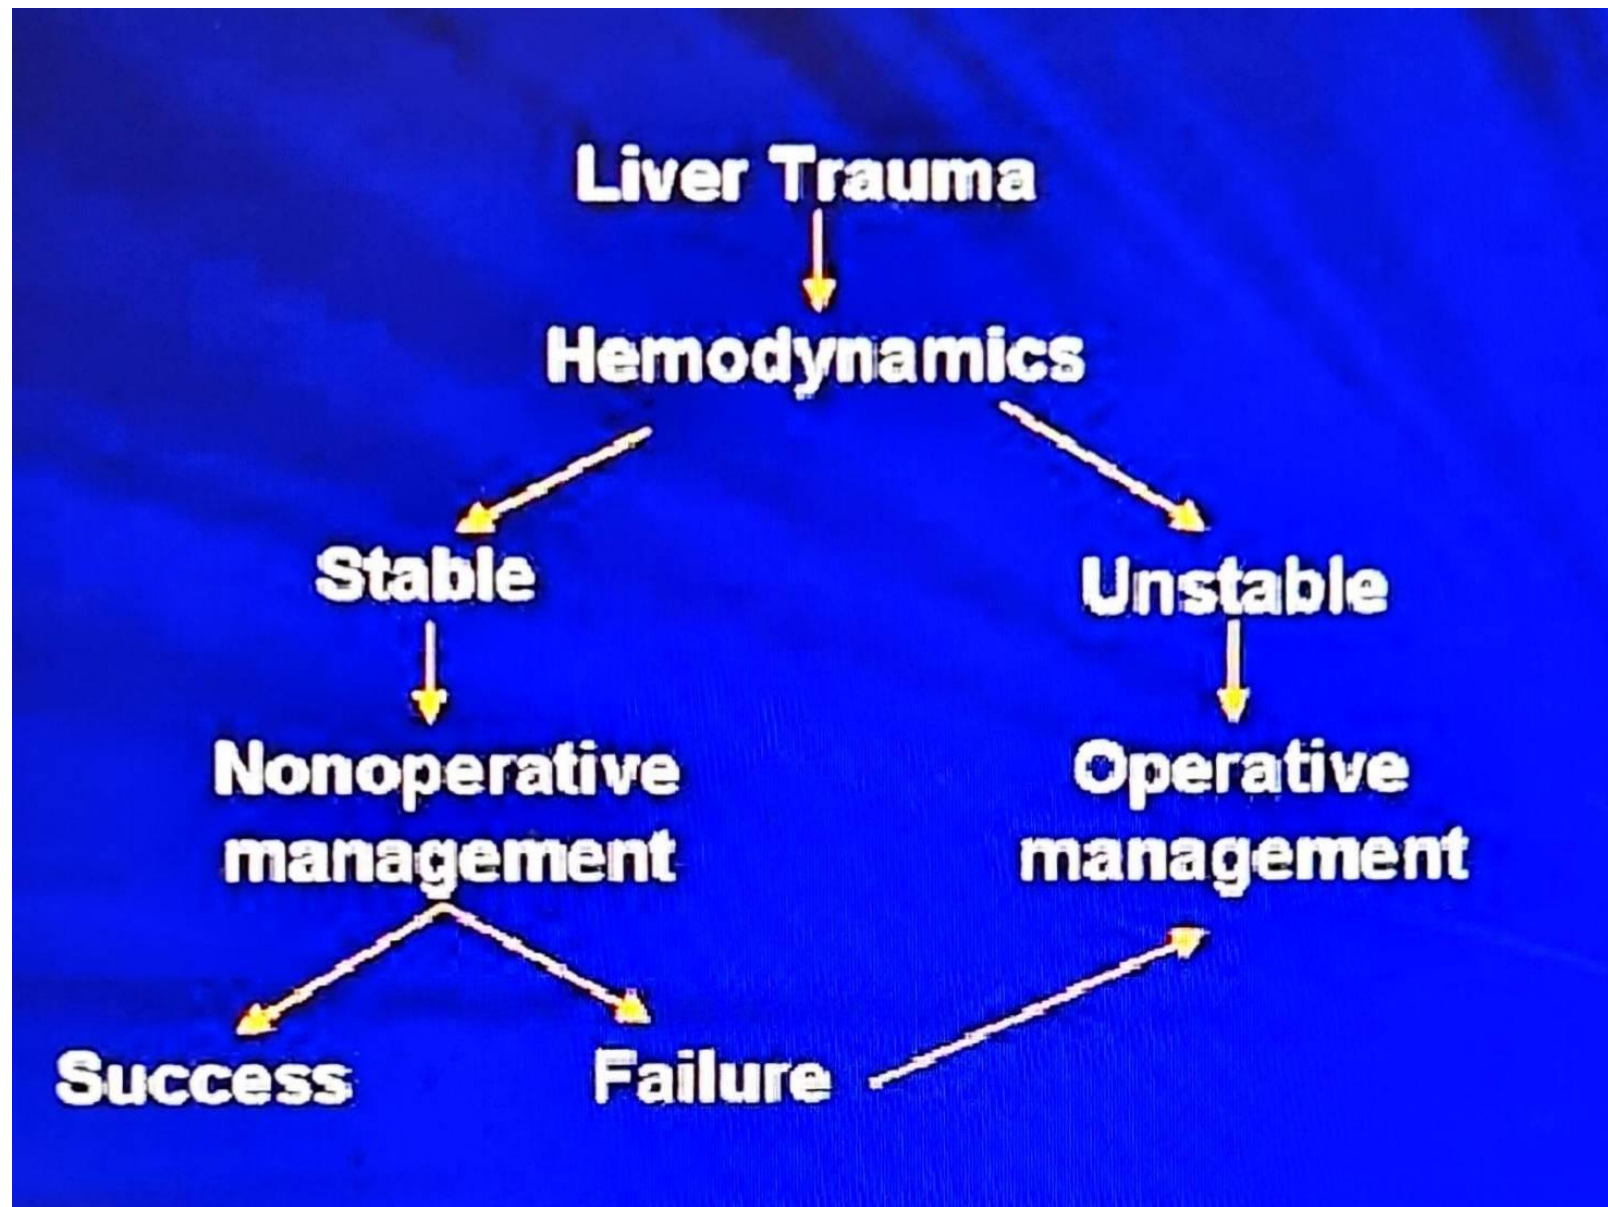 Liver Trauma
Hemodynamics
Stable
Unstable
Nonoperative
management
Operative
management
Success
Failure